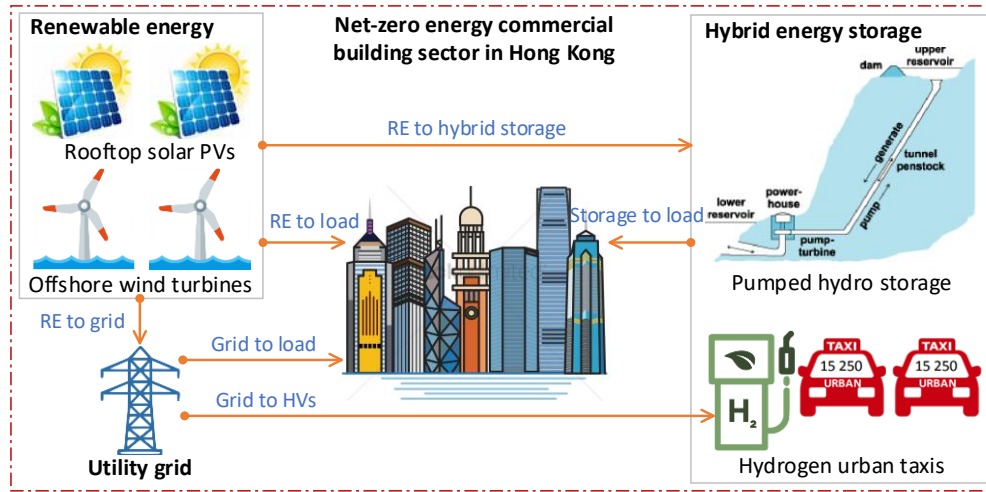 Renewable energy
Rooftop solar PVs
Offshore wind turbines
RE to grid
Utility grid
Net-zero energy commercial
building sector in Hong Kong
RE to hybrid storage
RE to load
Storage to load
Grid to load
Grid to HVs
Hybrid energy storage
upper
reservoir
dam
generate
tunnel
penstock
power-
house
lower
reservoir
pump
pump-
turbine
Pumped hydro storage
H2
TAXI
15 250
URBAN
TAXI
15 250
URBAN
Hydrogen urban taxis